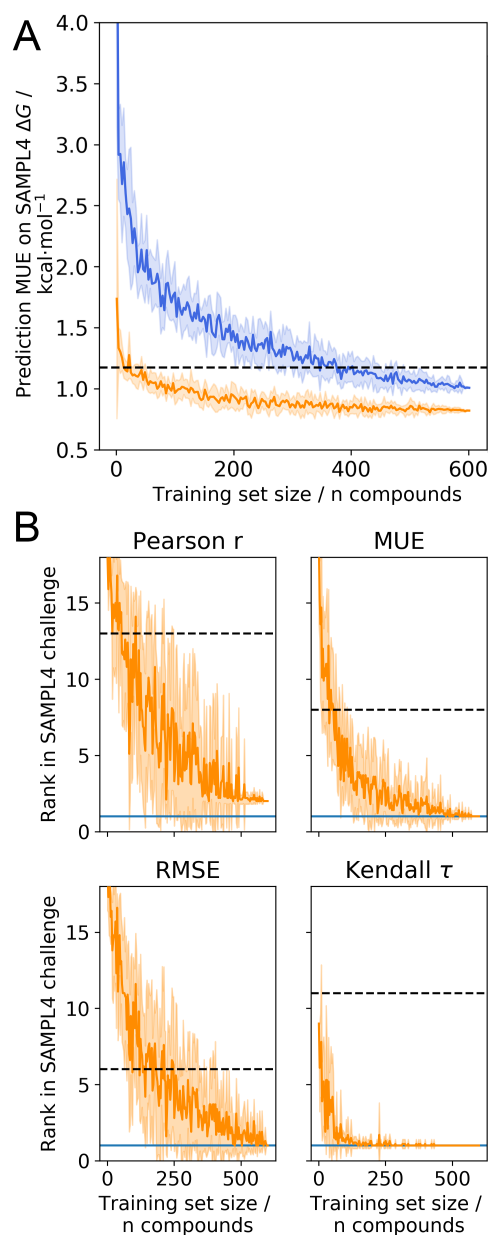 A
Prediction MUE on SAMPL4 ΔG /
kcal·mol⁻¹
4.0
3.5
3.0
2.5
2.0
1.5
1.0
0.5
0 200 400 600
Training set size / n compounds
B
Pearson r MUE
Rank in SAMPL4 challenge
15
10
5
0
RMSE Kendall τ
Rank in SAMPL4 challenge
15
10
5
0
0 250 500 0 250 500
Training set size / Training set size /
n compounds n compounds